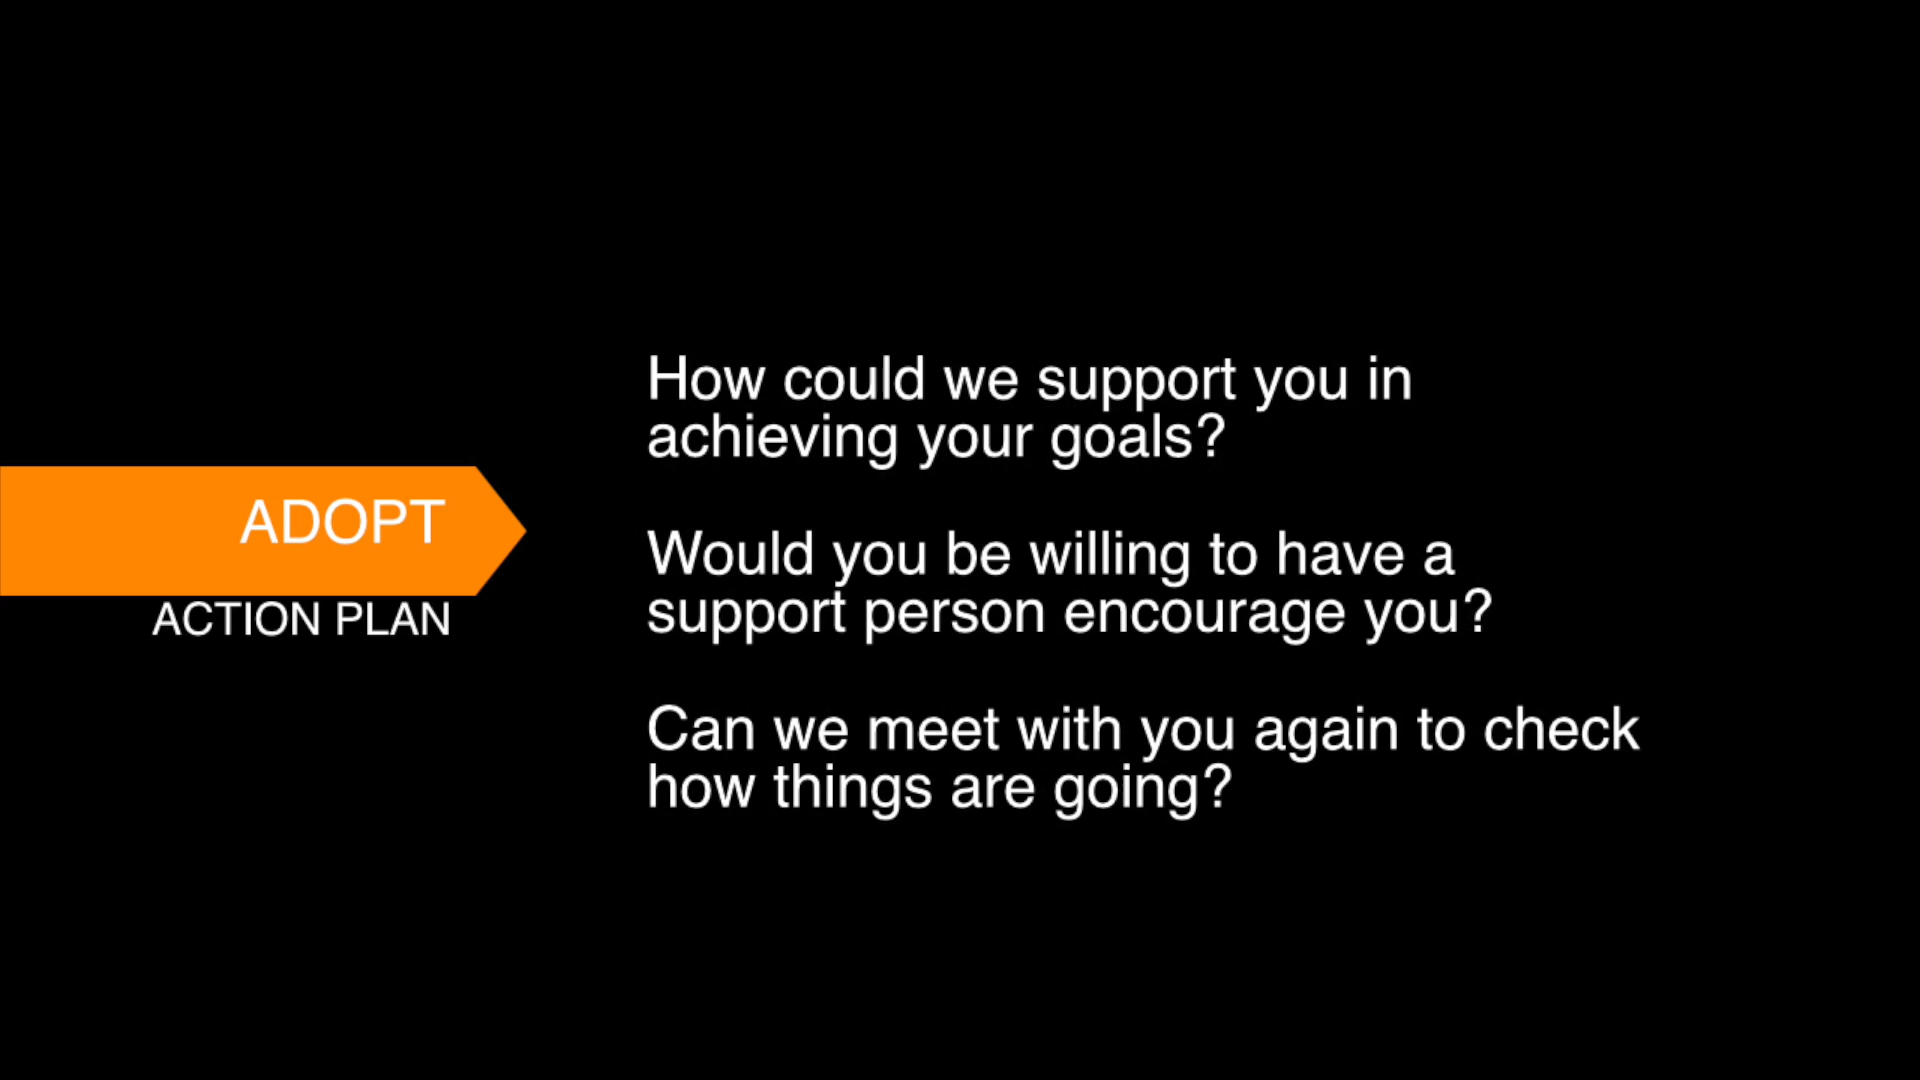 ADOPT
ACTION PLAN
How could we support you in
achieving your goals?
Would you be willing to have a
support person encourage you?
Can we meet with you again to check
how things are going?